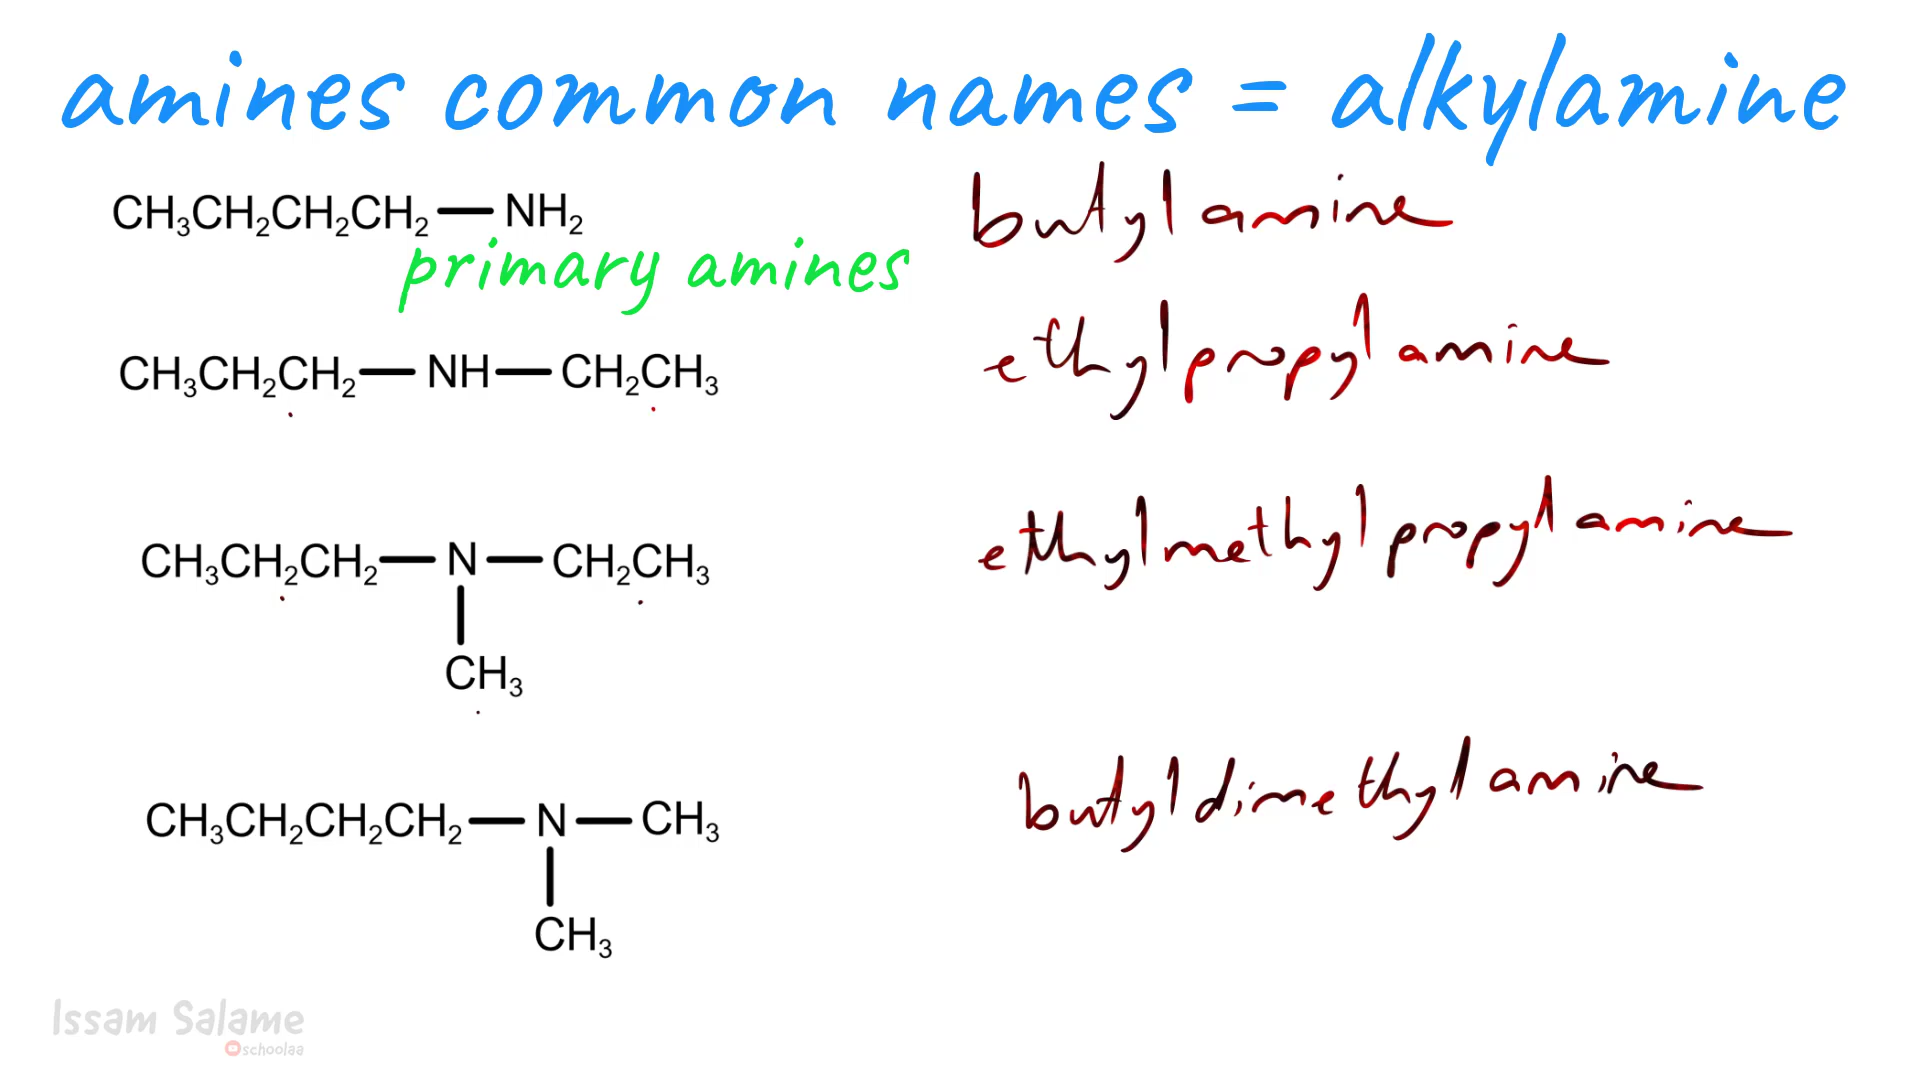 amines common names = alkylamine
CH₃CH₂CH₂CH₂—NH₂ butylamine
primary amines
CH₃CH₂CH₂—NH—CH₂CH₃ ethylpropylamine
CH₃CH₂CH₂—N—CH₂CH₃ ethylmethylpropylamine
CH₃
CH₃CH₂CH₂CH₂—N—CH₃ butyldimethylamine
CH₃
Issam Salame
schoolaa